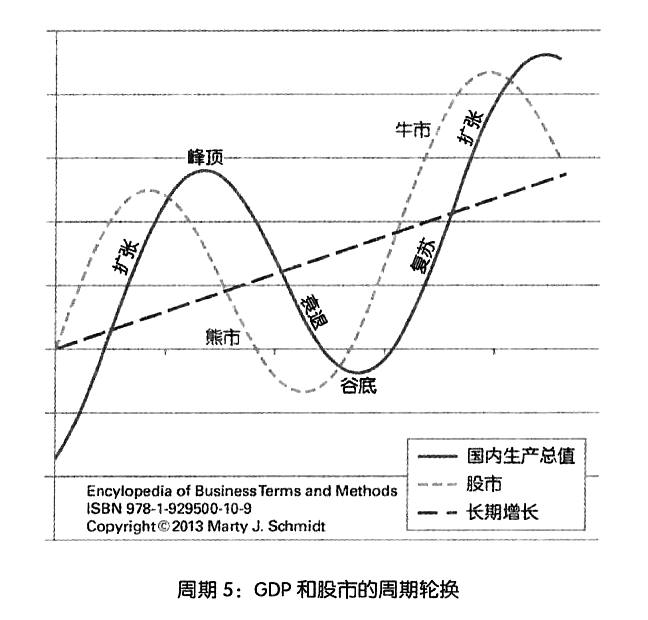 牛市
扩张
峰顶
扩张
复苏
衰退
熊市
谷底
国内生产总值
股市
长期增长
Encylopedia of Business Terms and Methods
ISBN 978-1-929500-10-9
Copyright © 2013 Marty J. Schmidt
周期 5：GDP 和股市的周期轮换